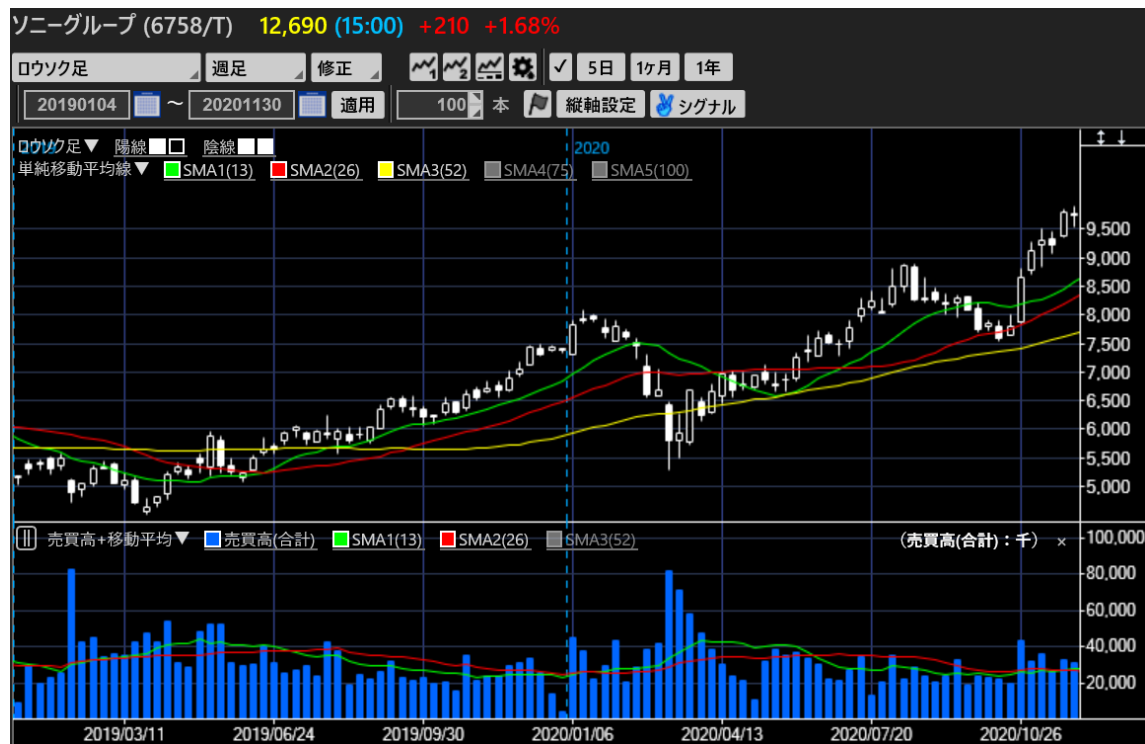 ソニーグループ (6758/T) 12,690 (15:00) +210 +1.68%
ロウソク足 週足 修正 1 2 ✓ 5日 1ヶ月 1年
20190104 ～ 20201130 適用 100 本 縦軸設定 シグナル
ロウソク足▼ 陽線 陰線 2020
単純移動平均線▼ SMA1(13) SMA2(26) SMA3(52) SMA4(75) SMA5(100)
9,500
9,000
8,500
8,000
7,500
7,000
6,500
6,000
5,500
5,000
売買高+移動平均▼ 売買高(合計) SMA1(13) SMA2(26) SMA3(52) (売買高(合計)：千) ×
100,000
80,000
60,000
40,000
20,000
2019/03/11 2019/06/24 2019/09/30 2020/01/06 2020/04/13 2020/07/20 2020/10/26